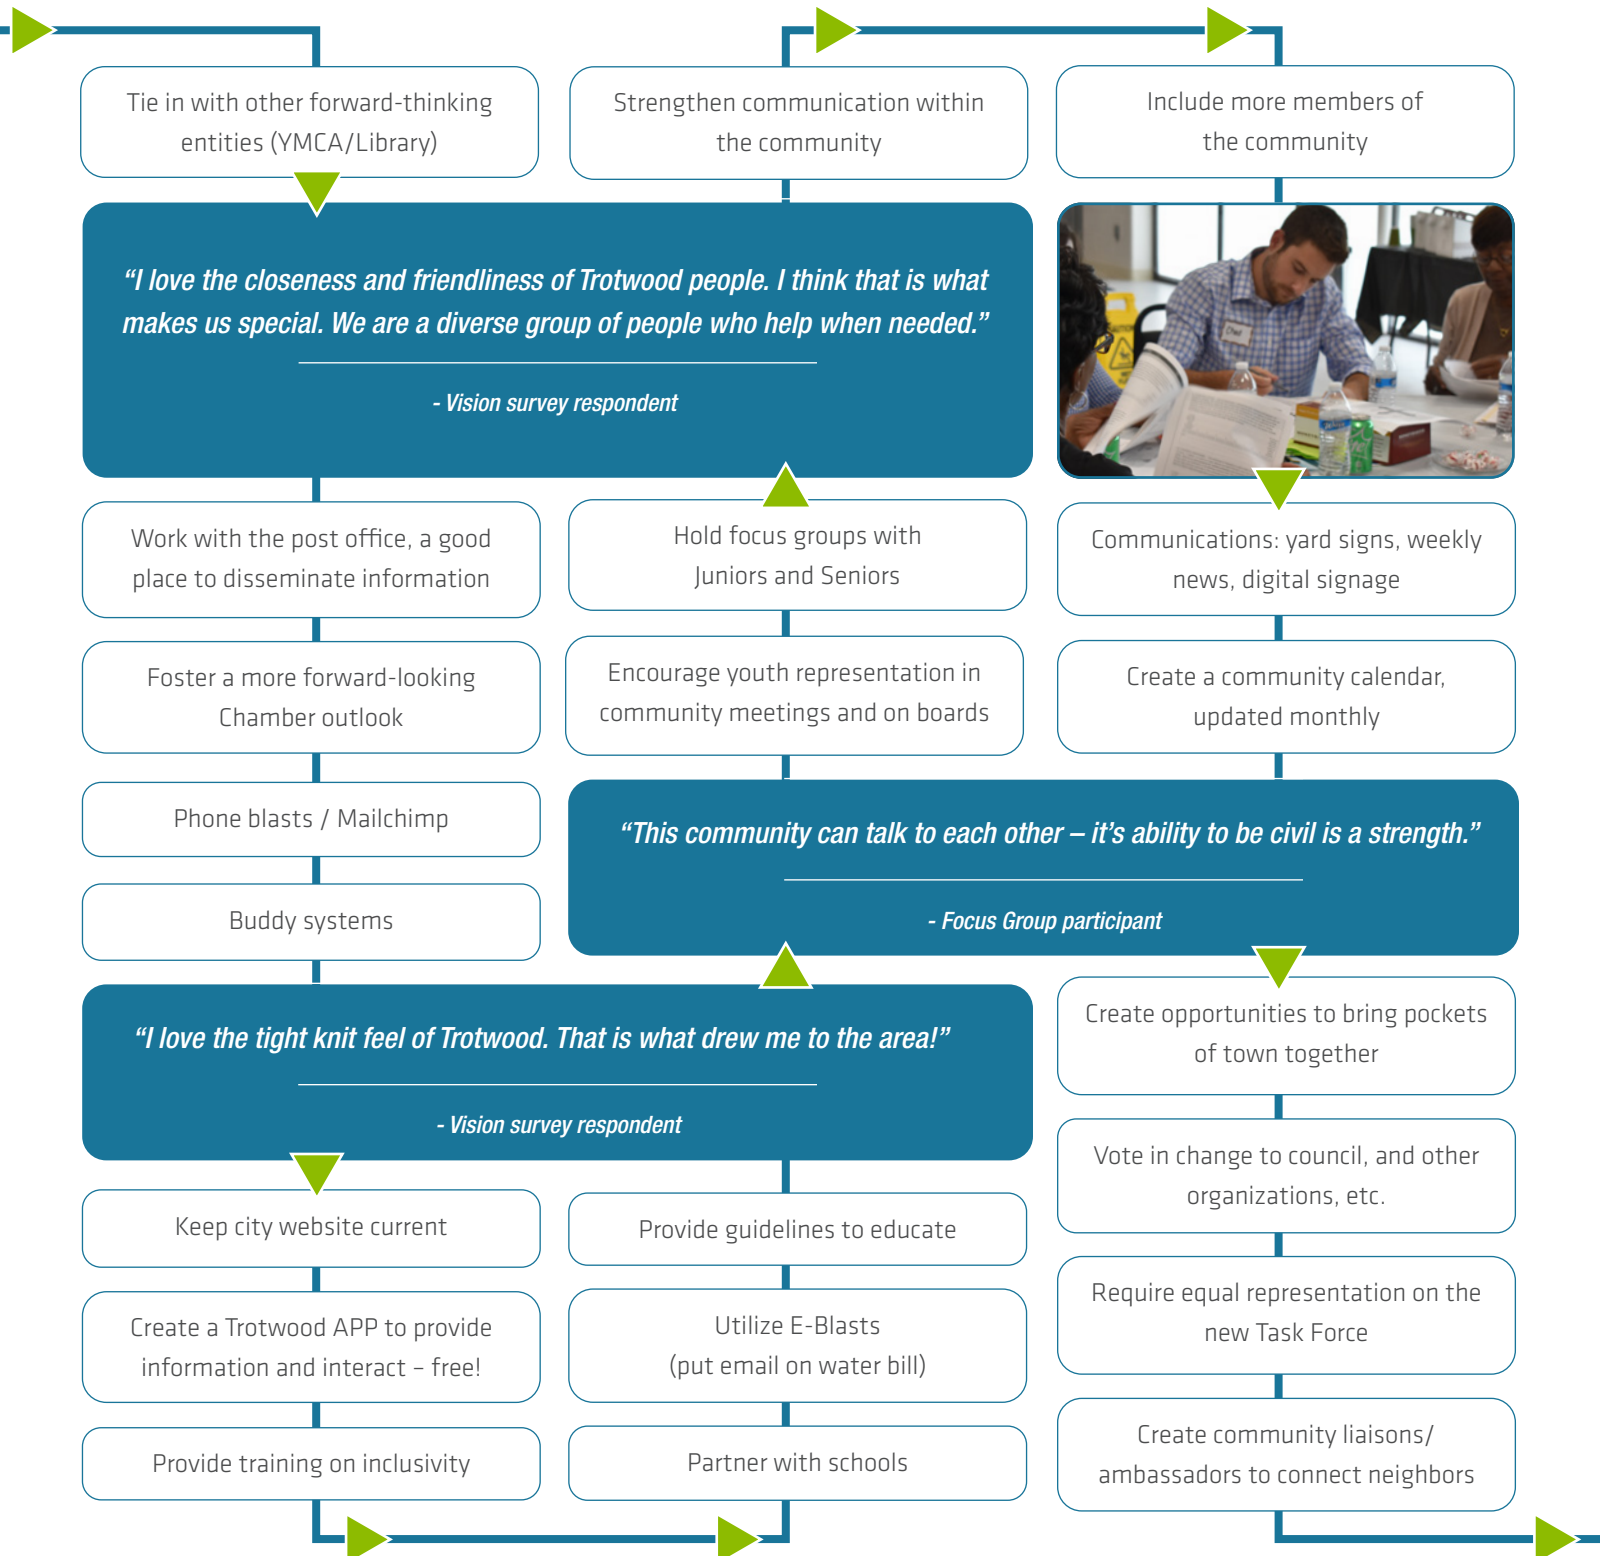 Tie in with other forward-thinking
entities (YMCA/Library)
Strengthen communication within
the community
Include more members of
the community
“I love the closeness and friendliness of Trotwood people. I think that is what
makes us special. We are a diverse group of people who help when needed.”
- Vision survey respondent
Work with the post office, a good
place to disseminate information
Hold focus groups with
Juniors and Seniors
Communications: yard signs, weekly
news, digital signage
Foster a more forward-looking
Chamber outlook
Encourage youth representation in
community meetings and on boards
Create a community calendar,
updated monthly
Phone blasts / Mailchimp
“This community can talk to each other – it’s ability to be civil is a strength.”
- Focus Group participant
Buddy systems
“I love the tight knit feel of Trotwood. That is what drew me to the area!”
- Vision survey respondent
Create opportunities to bring pockets
of town together
Vote in change to council, and other
organizations, etc.
Keep city website current
Provide guidelines to educate
Require equal representation on the
new Task Force
Create a Trotwood APP to provide
information and interact – free!
Utilize E-Blasts
(put email on water bill)
Create community liaisons/
ambassadors to connect neighbors
Provide training on inclusivity
Partner with schools